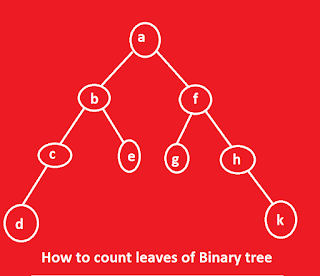 a
b f
c e g h
d k
How to count leaves of Binary tree